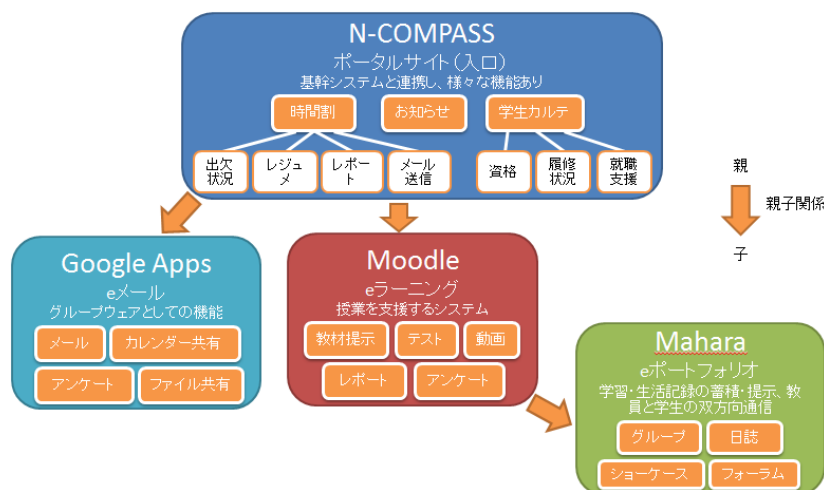 N-COMPASS
ポータルサイト(入口)
基幹システムと連携し、様々な機能あり
時間割
お知らせ
学生カルテ
出欠
状況
レジュ
メ
レポー
ト
メール
送信
資格
履修
状況
就職
支援
親
親子関係
子
Google Apps
eメール
グループウェアとしての機能
メール
カレンダー共有
アンケート
ファイル共有
Moodle
eラーニング
授業を支援するシステム
教材提示
テスト
動画
レポート
アンケート
Mahara
eポートフォリオ
学習・生活記録の蓄積・提示、教
員と学生の双方向通信
グループ
日誌
ショーケース
フォーラム